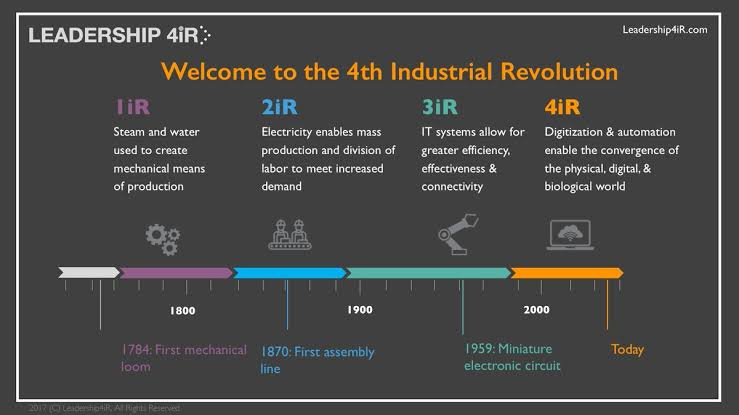 LEADERSHIP 4iR
Leadership4iR.com
Welcome to the 4th Industrial Revolution
1iR
Steam and water
used to create
mechanical means
of production
2iR
Electricity enables mass
production and division of
labor to meet increased
demand
3iR
IT systems allow for
greater efficiency,
effectiveness &
connectivity
4iR
Digitization & automation
enable the convergence of
the physical, digital, &
biological world
1800
1900
2000
1784: First mechanical
loom
1870: First assembly
line
1959: Miniature
electronic circuit
Today
2017 (C) Leadership4iR, All Rights Reserved